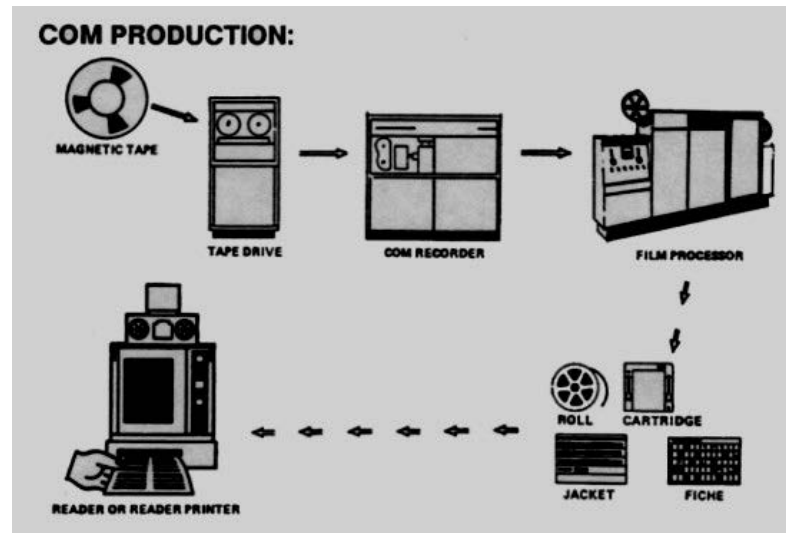 COM PRODUCTION:
MAGNETIC TAPE
TAPE DRIVE
COM RECORDER
FILM PROCESSOR
ROLL
CARTRIDGE
JACKET
FICHE
READER OR READER PRINTER